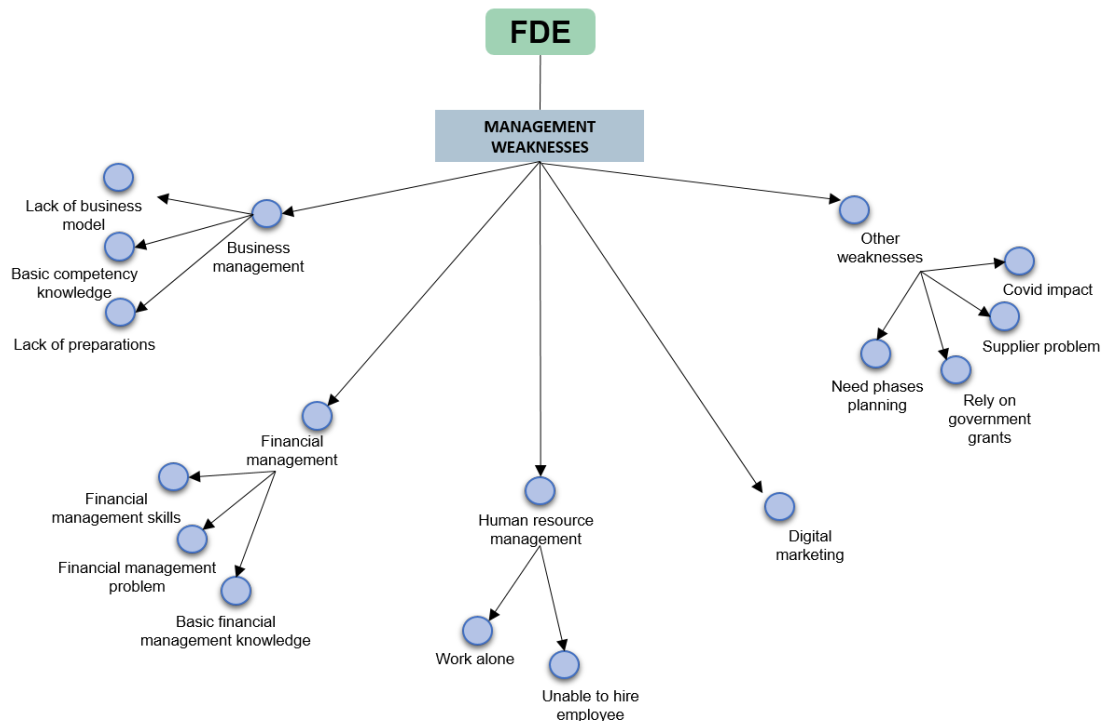 FDE
MANAGEMENT
WEAKNESSES
Lack of business
model
Basic competency
knowledge
Lack of preparations
Business
management
Other
weaknesses
Covid impact
Supplier problem
Need phases
planning
Rely on
government
grants
Financial
management
Financial
management skills
Financial management
problem
Basic financial
management knowledge
Human resource
management
Work alone
Unable to hire
employee
Digital
marketing